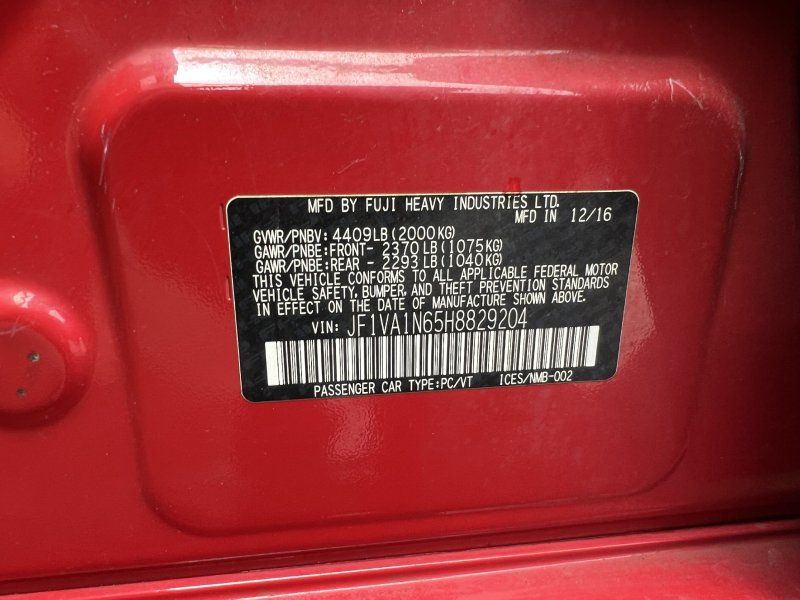 MFD BY FUJI HEAVY INDUSTRIES LTD.
MFD IN 12/16
GVWR/PNBV: 4409LB(2000KG)
GAWR/PNBE:FRONT- 2370LB(1075KG)
GAWR/PNBE:REAR - 2293LB(1040KG)
THIS VEHICLE CONFORMS TO ALL APPLICABLE FEDERAL MOTOR
VEHICLE SAFETY, BUMPER, AND THEFT PREVENTION STANDARDS
IN EFFECT ON THE DATE OF MANUFACTURE SHOWN ABOVE.
VIN: JF1VA1N65H8829204
PASSENGER CAR TYPE:PC/VT ICES/NMB-002